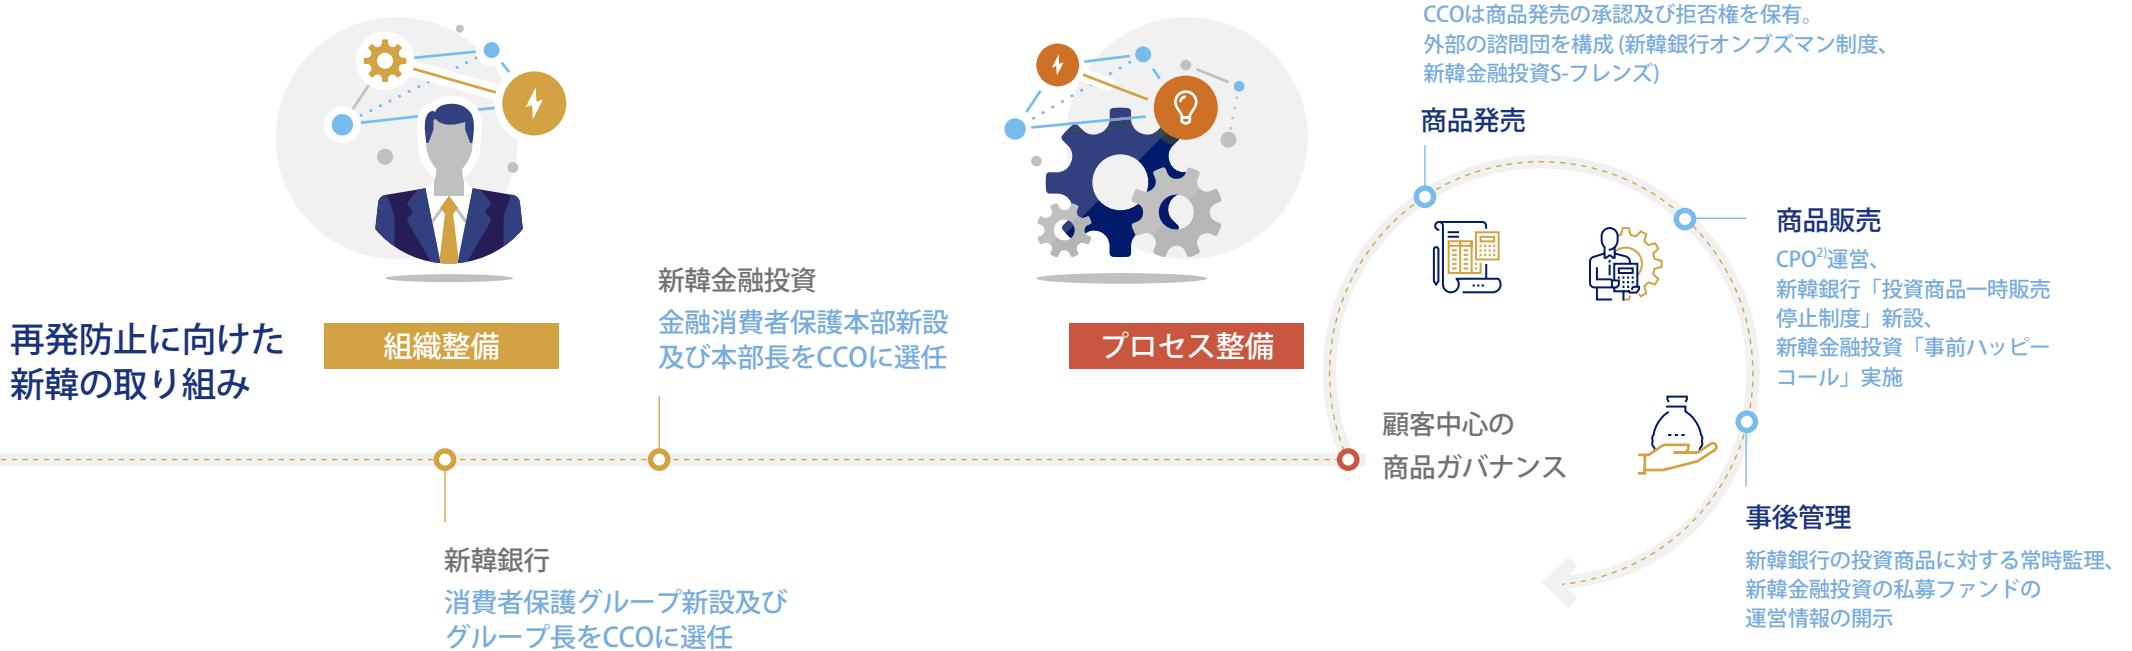 再発防止に向けた
新韓の取り組み
組織整備
新韓銀行
消費者保護グループ新設及び
グループ長をCCOに選任
新韓金融投資
金融消費者保護本部新設
及び本部長をCCOに選任
プロセス整備
顧客中心の
商品ガバナンス
CCOは商品発売の承認及び拒否権を保有。
外部の諮問団を構成 (新韓銀行オンブズマン制度、
新韓金融投資S-フレンズ)
商品発売
商品販売
CPO2)運営、
新韓銀行「投資商品一時販売
停止制度」新設、
新韓金融投資「事前ハッピー
コール」実施
事後管理
新韓銀行の投資商品に対する常時監理、
新韓金融投資の私募ファンドの
運営情報の開示